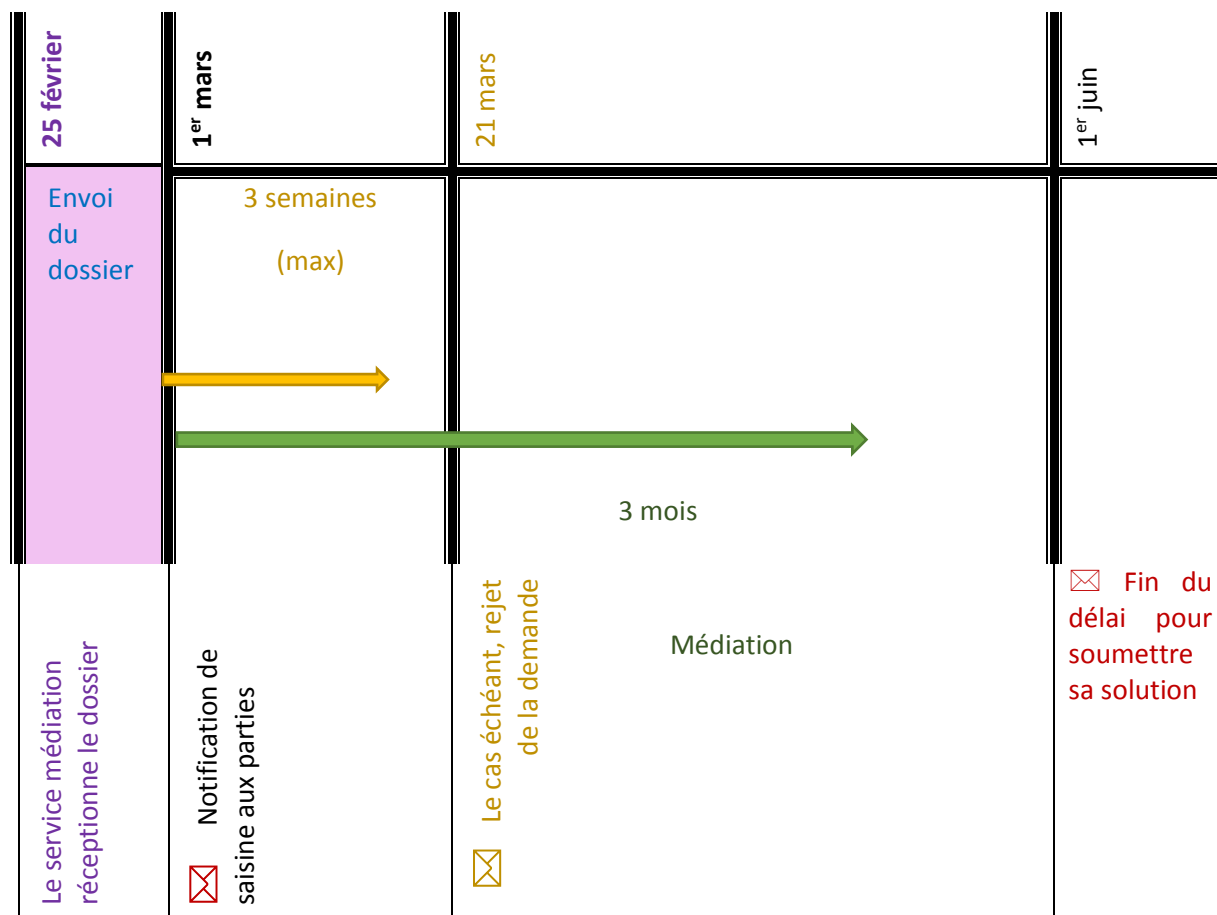 25 février
1er mars
21 mars
1er juin
Envoi
du
dossier
3 semaines
(max)
3 mois
Le service médiation
réceptionne le dossier
Notification de
saisine aux parties
Le cas échéant, rejet
de la demande
Médiation
Fin du
délai pour
soumettre
sa solution